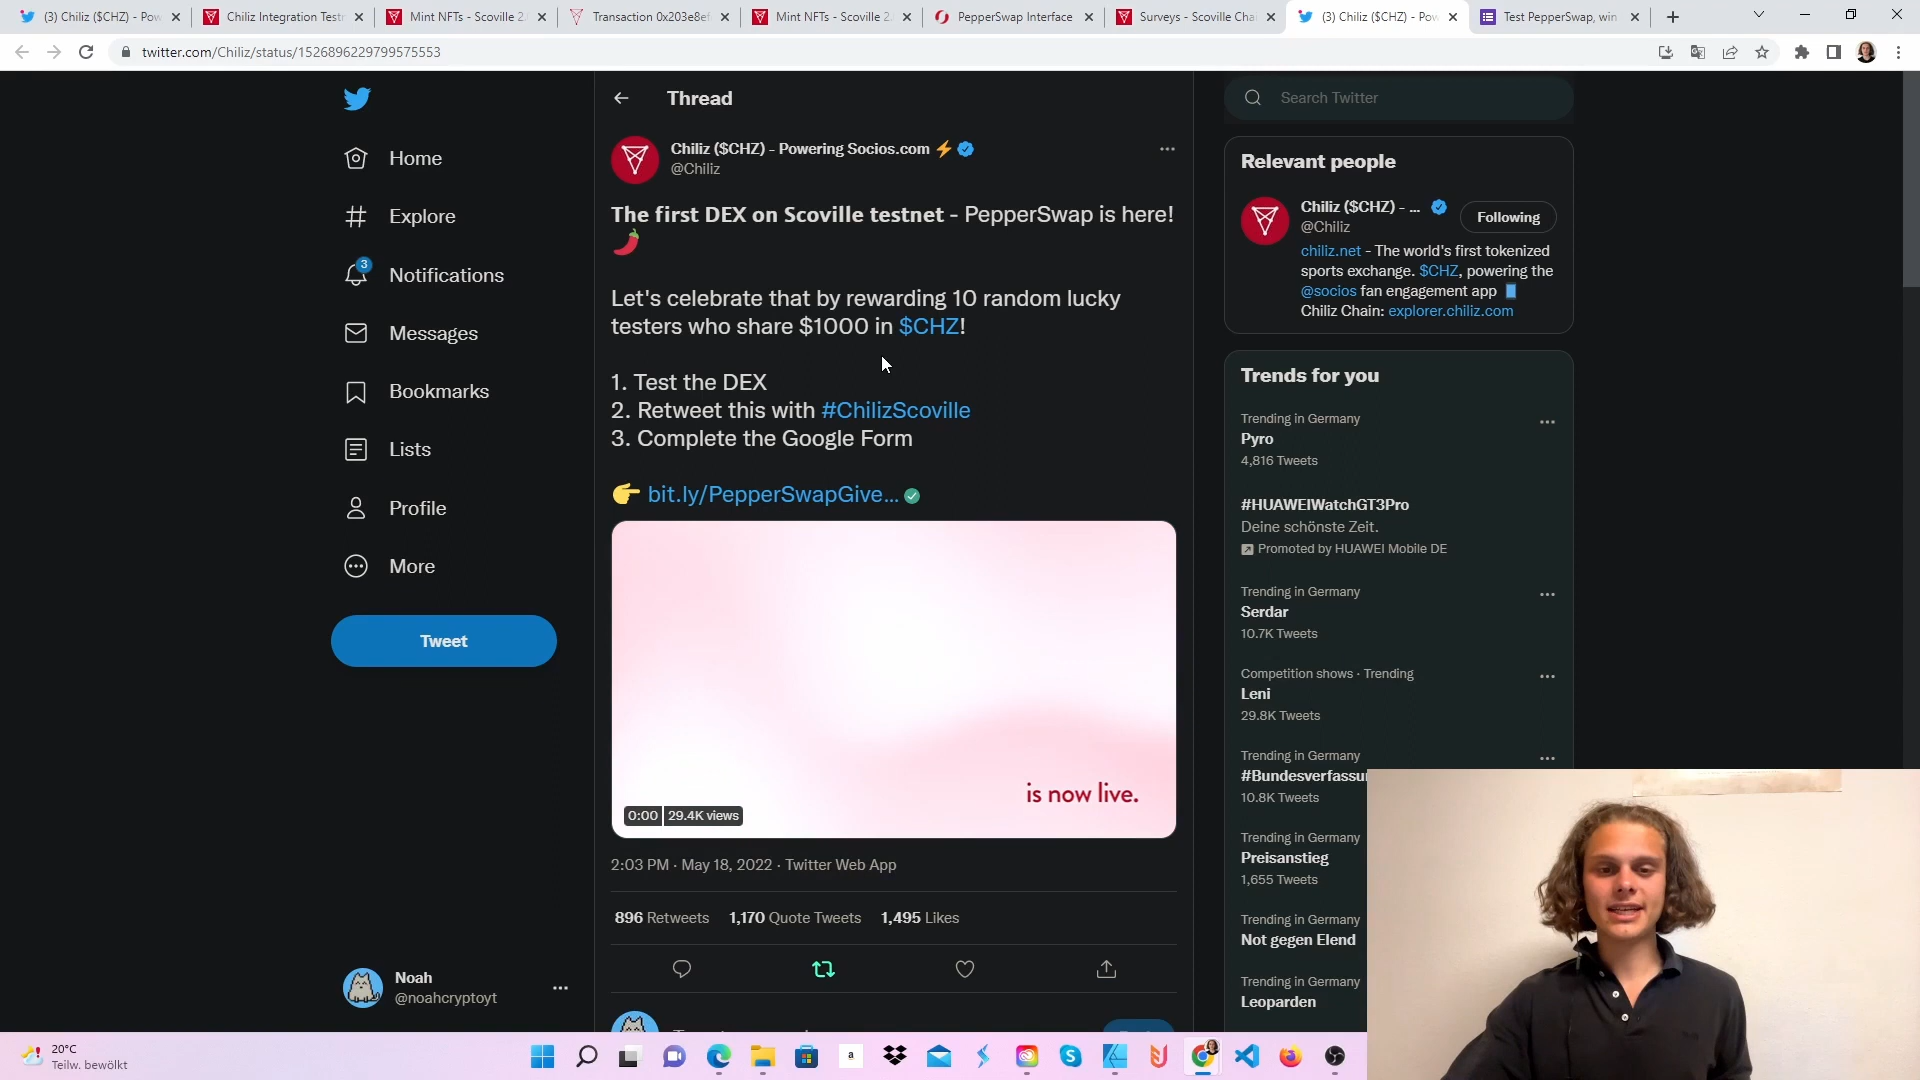 (3) Chiliz ($CHZ) - Pow
Chiliz Integration Testn
Mint NFTs - Scoville 2.
Transaction 0x203e8ef
Mint NFTs - Scoville 2.
PepperSwap Interface
Surveys - Scoville Chai
(3) Chiliz ($CHZ) - Pow
Test PepperSwap, win
twitter.com/Chiliz/status/1526896229799575553
Home
Explore
3
Notifications
Messages
Bookmarks
Lists
Profile
More
Tweet
Noah
@noahcryptoyt
Thread
Chiliz ($CHZ) - Powering Socios.com ⚡
@Chiliz
The first DEX on Scoville testnet - PepperSwap is here!
🌶️
Let's celebrate that by rewarding 10 random lucky
testers who share $1000 in $CHZ!
1. Test the DEX
2. Retweet this with #ChilizScoville
3. Complete the Google Form
👉 bit.ly/PepperSwapGive...
is now live.
0:00 29.4K views
2:03 PM · May 18, 2022 · Twitter Web App
896 Retweets 1,170 Quote Tweets 1,495 Likes
Search Twitter
Relevant people
Chiliz ($CHZ) - ...
Following
@Chiliz
chiliz.net - The world's first tokenized
sports exchange. $CHZ, powering the
@socios fan engagement app
Chiliz Chain: explorer.chiliz.com
Trends for you
Trending in Germany
Pyro
4,816 Tweets
#HUAWEIWatchGT3Pro
Deine schönste Zeit.
Promoted by HUAWEI Mobile DE
Trending in Germany
Serdar
10.7K Tweets
Competition shows · Trending
Leni
29.8K Tweets
Trending in Germany
#Bundesverfassu
10.8K Tweets
Trending in Germany
Preisanstieg
1,655 Tweets
Trending in Germany
Not gegen Elend
Trending in Germany
Leoparden
20°C
Teilw. bewölkt
a